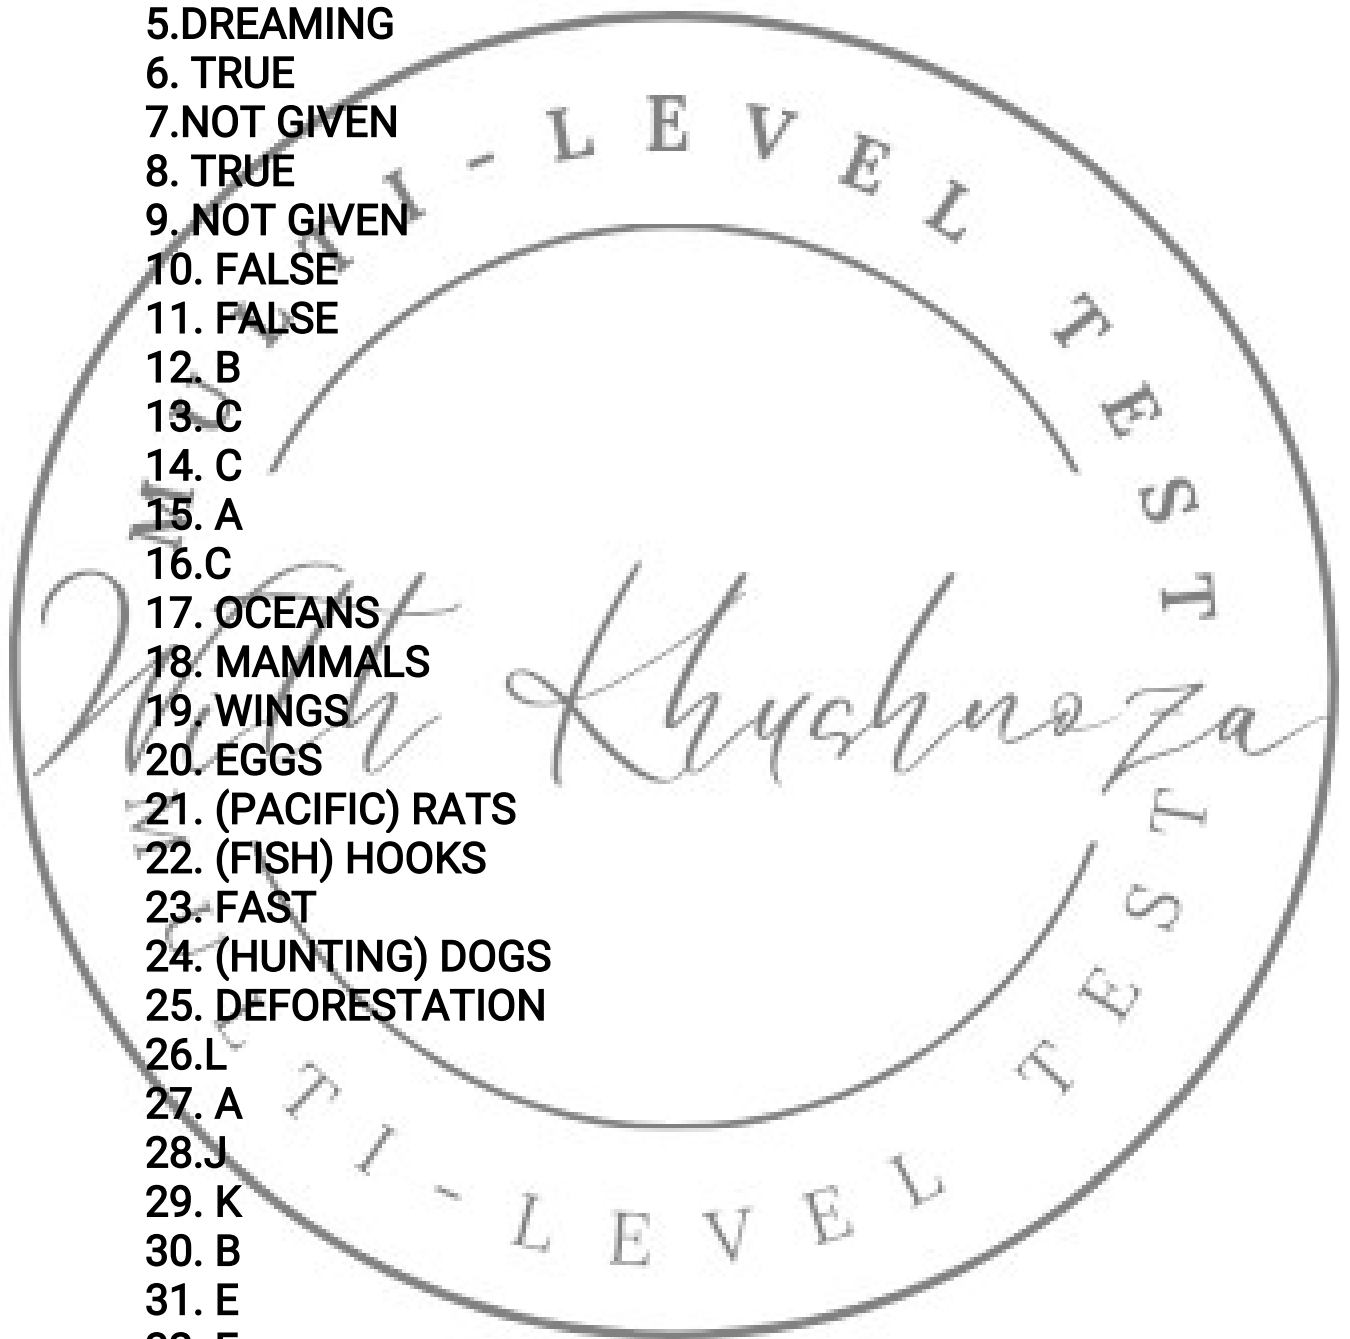 5.DREAMING
6. TRUE
7.NOT GIVEN
8. TRUE
9. NOT GIVEN
10. FALSE
11. FALSE
12. B
13. C
14. C
15. A
16.C
17. OCEANS
18. MAMMALS
19. WINGS
20. EGGS
21. (PACIFIC) RATS
22. (FISH) HOOKS
23. FAST
24. (HUNTING) DOGS
25. DEFORESTATION
26.L
27. A
28.J
29. K
30. B
31. E
MULTI-LEVEL TEST
With Khushnoza
MULTI-LEVEL TEST